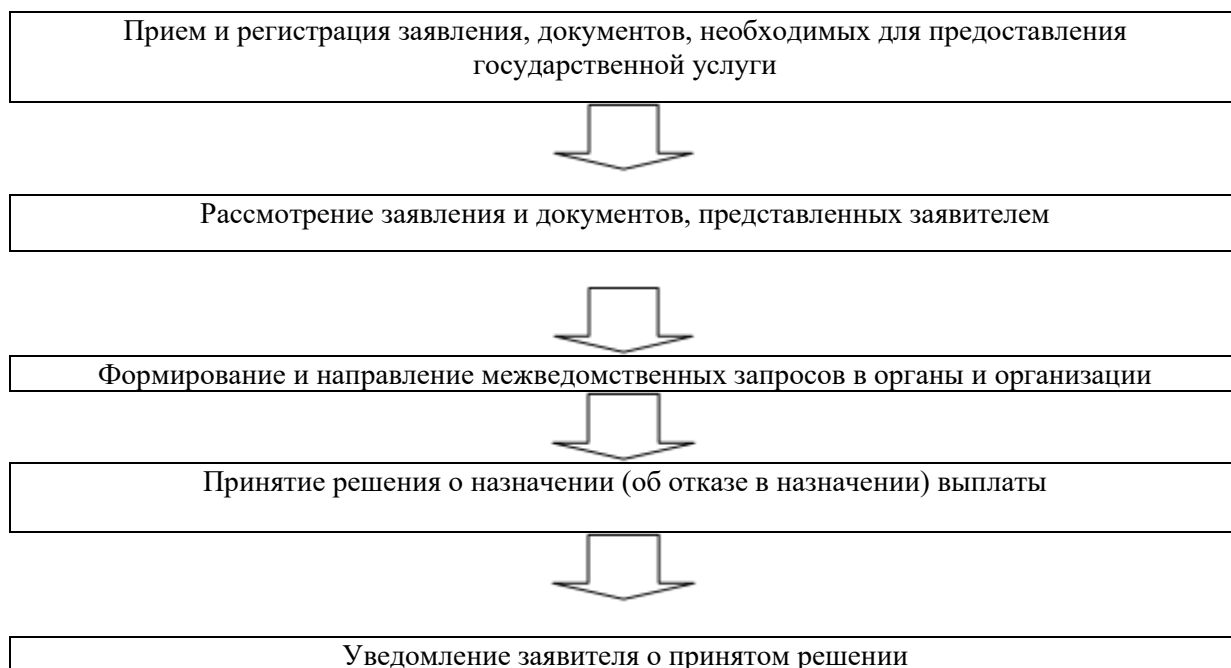 Прием и регистрация заявления, документов, необходимых для предоставления
государственной услуги
Рассмотрение заявления и документов, представленных заявителем
Формирование и направление межведомственных запросов в органы и организации
Принятие решения о назначении (об отказе в назначении) выплаты
Уведомление заявителя о принятом решении